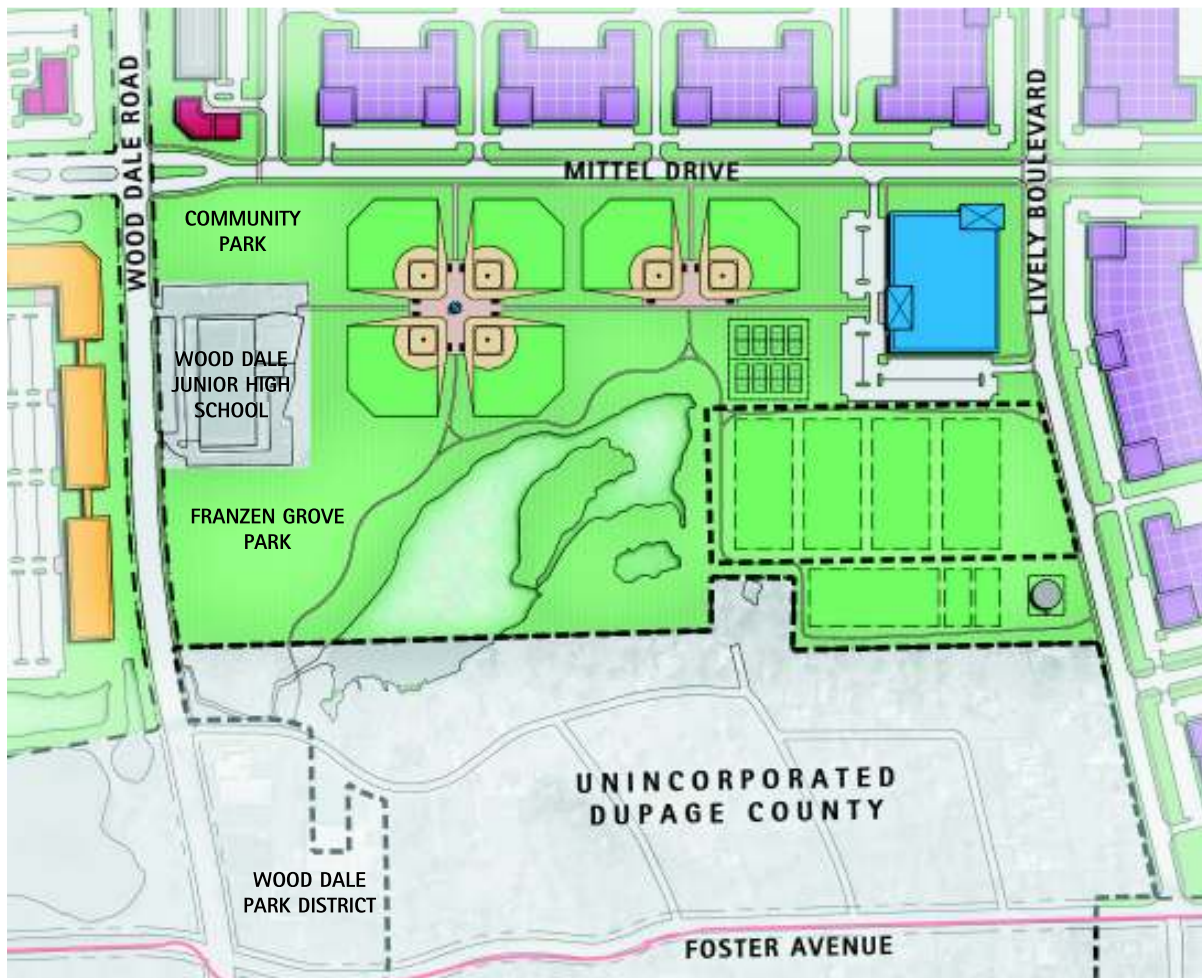 WOOD DALE ROAD
LIVELY BOULEVARD
MITTEL DRIVE
COMMUNITY
PARK
WOOD DALE
JUNIOR HIGH
SCHOOL
FRANZEN GROVE
PARK
UNINCORPORATED
DUPAGE COUNTY
WOOD DALE
PARK DISTRICT
FOSTER AVENUE